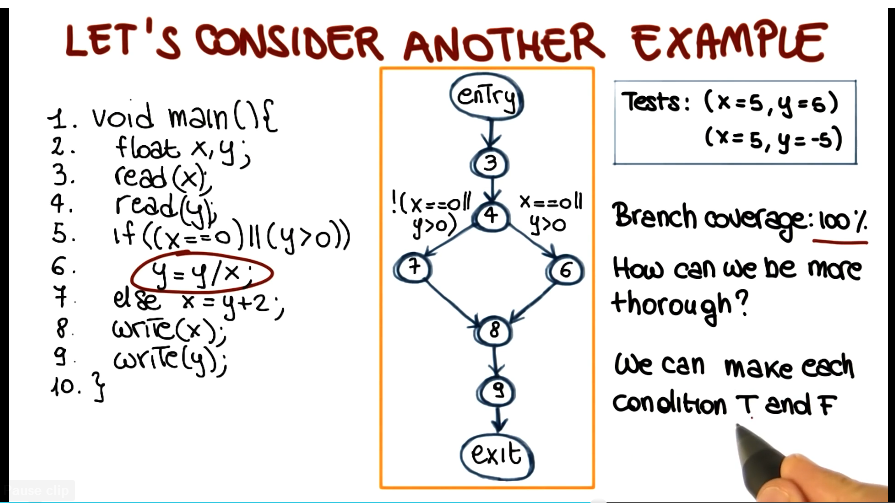 LET'S CONSIDER ANOTHER EXAMPLE
1. void main(){
2. float x,y;
3. read(x);
4. read(y);
5. if((x==0)||(y>0))
6. y=y/x;
7. else x=y+2;
8. write(x);
9. write(y);
10. }
entry
3
!(x==0||
y>0)
4
x==0||
y>0
7
6
8
9
exit
Tests: (x=5, y=6)
(x=5, y=-5)
Branch coverage: 100%
How can we be more
thorough?
We can make each
condition T and F